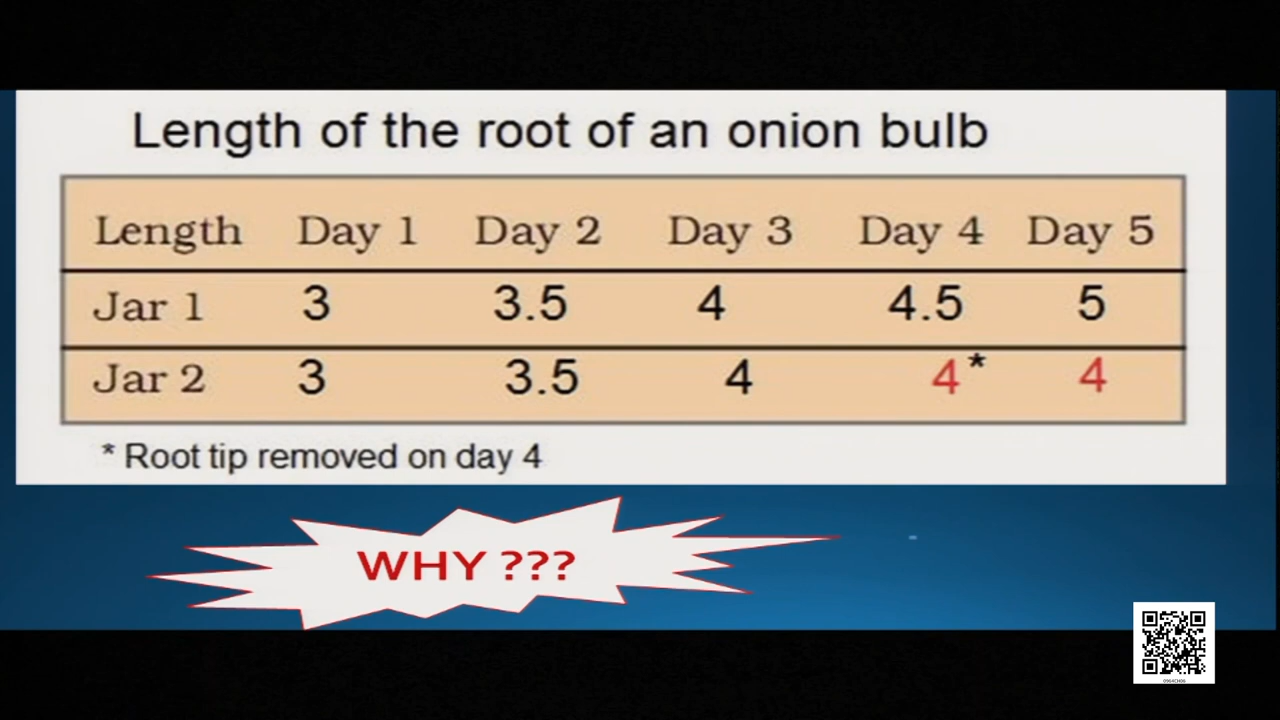 Length of the root of an onion bulb
Length Day 1 Day 2 Day 3 Day 4 Day 5
Jar 1 3 3.5 4 4.5 5
Jar 2 3 3.5 4 4* 4
* Root tip removed on day 4
WHY ???